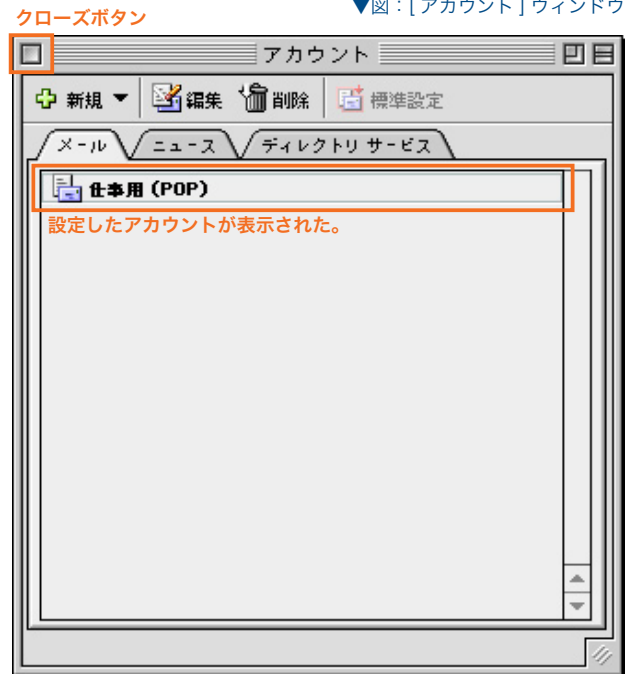 ▼図：[ アカウント ] ウィンドウ
クローズボタン
アカウント
新規 ▼ 編集 削除 標準設定
メール ニュース ディレクトリ サービス
仕事用 (POP)
設定したアカウントが表示された。